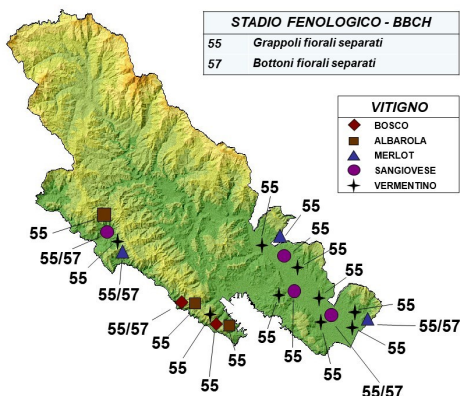 STADIO FENOLOGICO - BBCH
55 Grappoli fiorali separati
57 Bottoni fiorali separati
VITIGNO
BOSCO
ALBAROLA
MERLOT
SANGIOVESE
VERMENTINO
55
55
55
55
55
55/57
55
55
55/57
55
55/57
55/57
55
55
55
55
55
55
55
55
55/57